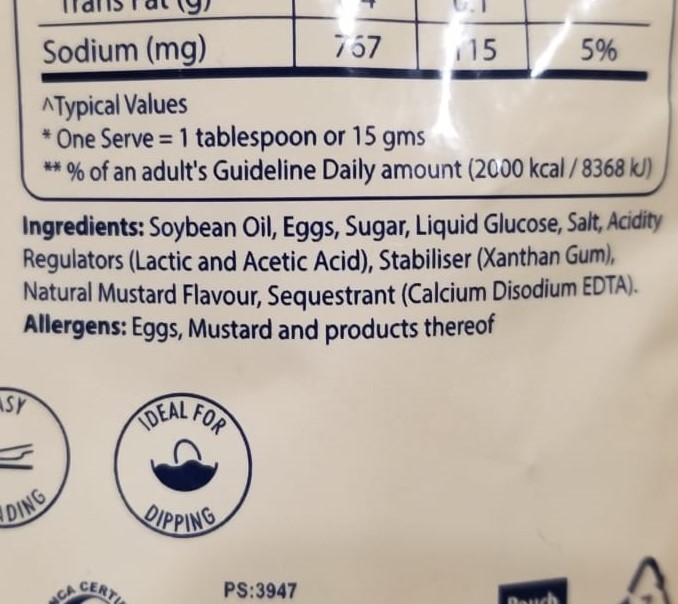 Trans Fat (g)
Sodium (mg) 767 115 5%
^Typical Values
* One Serve = 1 tablespoon or 15 gms
** % of an adult's Guideline Daily amount (2000 kcal / 8368 kJ)
Ingredients: Soybean Oil, Eggs, Sugar, Liquid Glucose, Salt, Acidity
Regulators (Lactic and Acetic Acid), Stabiliser (Xanthan Gum),
Natural Mustard Flavour, Sequestrant (Calcium Disodium EDTA).
Allergens: Eggs, Mustard and products thereof
IDEAL FOR
DIPPING
PS:3947
Pouch